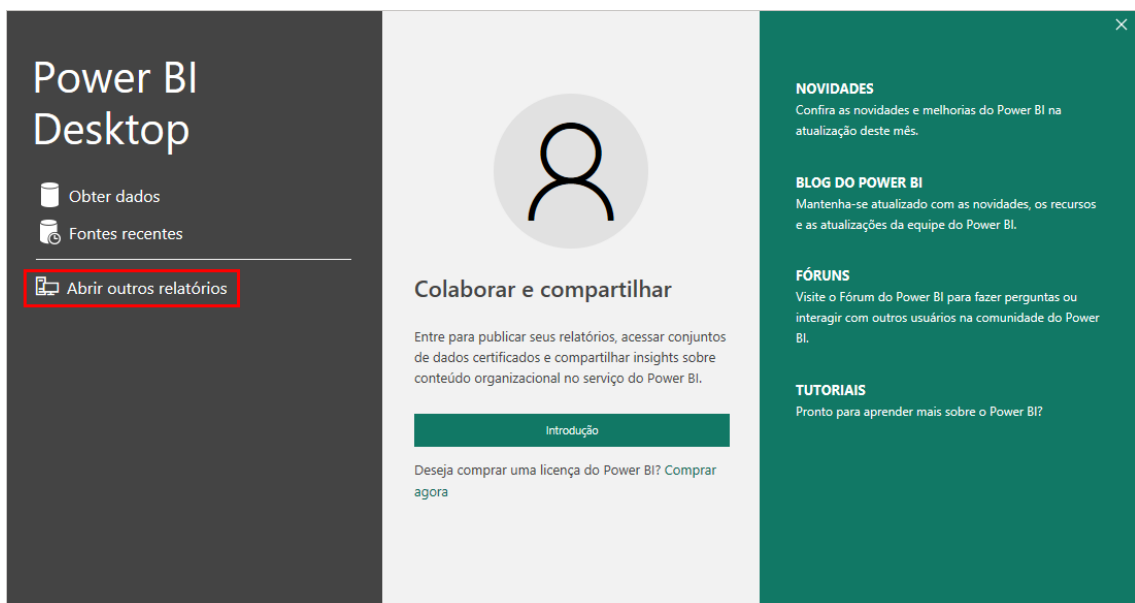 Power BI
Desktop
Obter dados
Fontes recentes
Abrir outros relatórios
Colaborar e compartilhar
Entre para publicar seus relatórios, acessar conjuntos
de dados certificados e compartilhar insights sobre
conteúdo organizacional no serviço do Power BI.
Introdução
Deseja comprar uma licença do Power BI? Comprar
agora
NOVIDADES
Confira as novidades e melhorias do Power BI na
atualização deste mês.
BLOG DO POWER BI
Mantenha-se atualizado com as novidades, os recursos
e as atualizações da equipe do Power BI.
FÓRUNS
Visite o Fórum do Power BI para fazer perguntas ou
interagir com outros usuários na comunidade do Power
BI.
TUTORIAIS
Pronto para aprender mais sobre o Power BI?